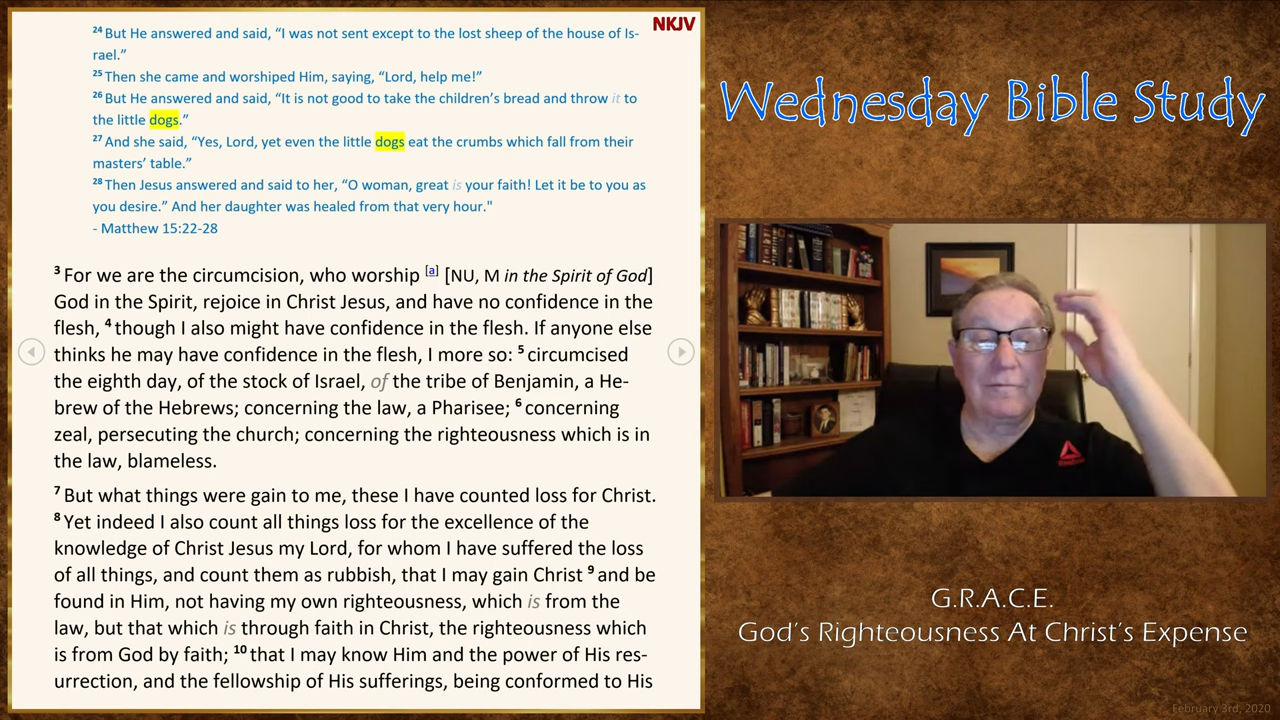 NKJV
24 But He answered and said, “I was not sent except to the lost sheep of the house of Is-
rael.”
25 Then she came and worshiped Him, saying, “Lord, help me!”
26 But He answered and said, “It is not good to take the children’s bread and throw it to
the little dogs.”
27 And she said, “Yes, Lord, yet even the little dogs eat the crumbs which fall from their
masters’ table.”
28 Then Jesus answered and said to her, “O woman, great is your faith! Let it be to you as
you desire.” And her daughter was healed from that very hour."
- Matthew 15:22-28
3 For we are the circumcision, who worship [a] [NU, M in the Spirit of God]
God in the Spirit, rejoice in Christ Jesus, and have no confidence in the
flesh, 4 though I also might have confidence in the flesh. If anyone else
thinks he may have confidence in the flesh, I more so: 5 circumcised
the eighth day, of the stock of Israel, of the tribe of Benjamin, a He-
brew of the Hebrews; concerning the law, a Pharisee; 6 concerning
zeal, persecuting the church; concerning the righteousness which is in
the law, blameless.
7 But what things were gain to me, these I have counted loss for Christ.
8 Yet indeed I also count all things loss for the excellence of the
knowledge of Christ Jesus my Lord, for whom I have suffered the loss
of all things, and count them as rubbish, that I may gain Christ 9 and be
found in Him, not having my own righteousness, which is from the
law, but that which is through faith in Christ, the righteousness which
is from God by faith; 10 that I may know Him and the power of His res-
urrection, and the fellowship of His sufferings, being conformed to His
Wednesday Bible Study
G.R.A.C.E.
God’s Righteousness At Christ’s Expense
February 3rd, 2020